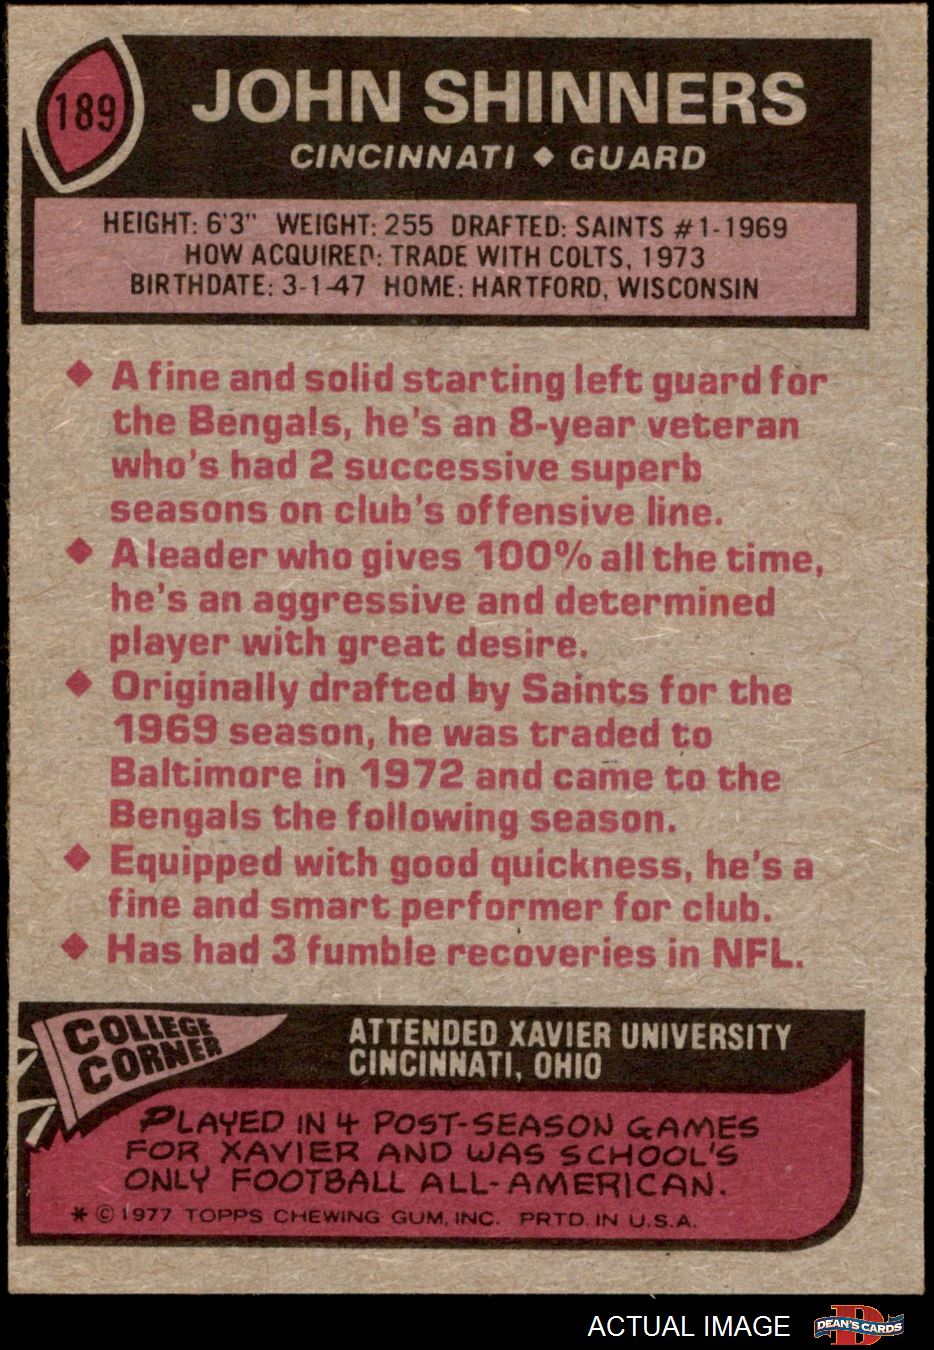 189
JOHN SHINNERS
CINCINNATI ♦ GUARD
HEIGHT: 6'3" WEIGHT: 255 DRAFTED: SAINTS #1-1969
HOW ACQUIRED: TRADE WITH COLTS, 1973
BIRTHDATE: 3-1-47 HOME: HARTFORD, WISCONSIN
♦ A fine and solid starting left guard for
the Bengals, he's an 8-year veteran
who's had 2 successive superb
seasons on club's offensive line.
♦ A leader who gives 100% all the time,
he's an aggressive and determined
player with great desire.
♦ Originally drafted by Saints for the
1969 season, he was traded to
Baltimore in 1972 and came to the
Bengals the following season.
♦ Equipped with good quickness, he's a
fine and smart performer for club.
♦ Has had 3 fumble recoveries in NFL.
COLLEGE
CORNER
ATTENDED XAVIER UNIVERSITY
CINCINNATI, OHIO
PLAYED IN 4 POST-SEASON GAMES
FOR XAVIER AND WAS SCHOOL'S
ONLY FOOTBALL ALL-AMERICAN.
* © 1977 TOPPS CHEWING GUM, INC. PRTD. IN U.S.A.
ACTUAL IMAGE
D
DEAN'S CARDS